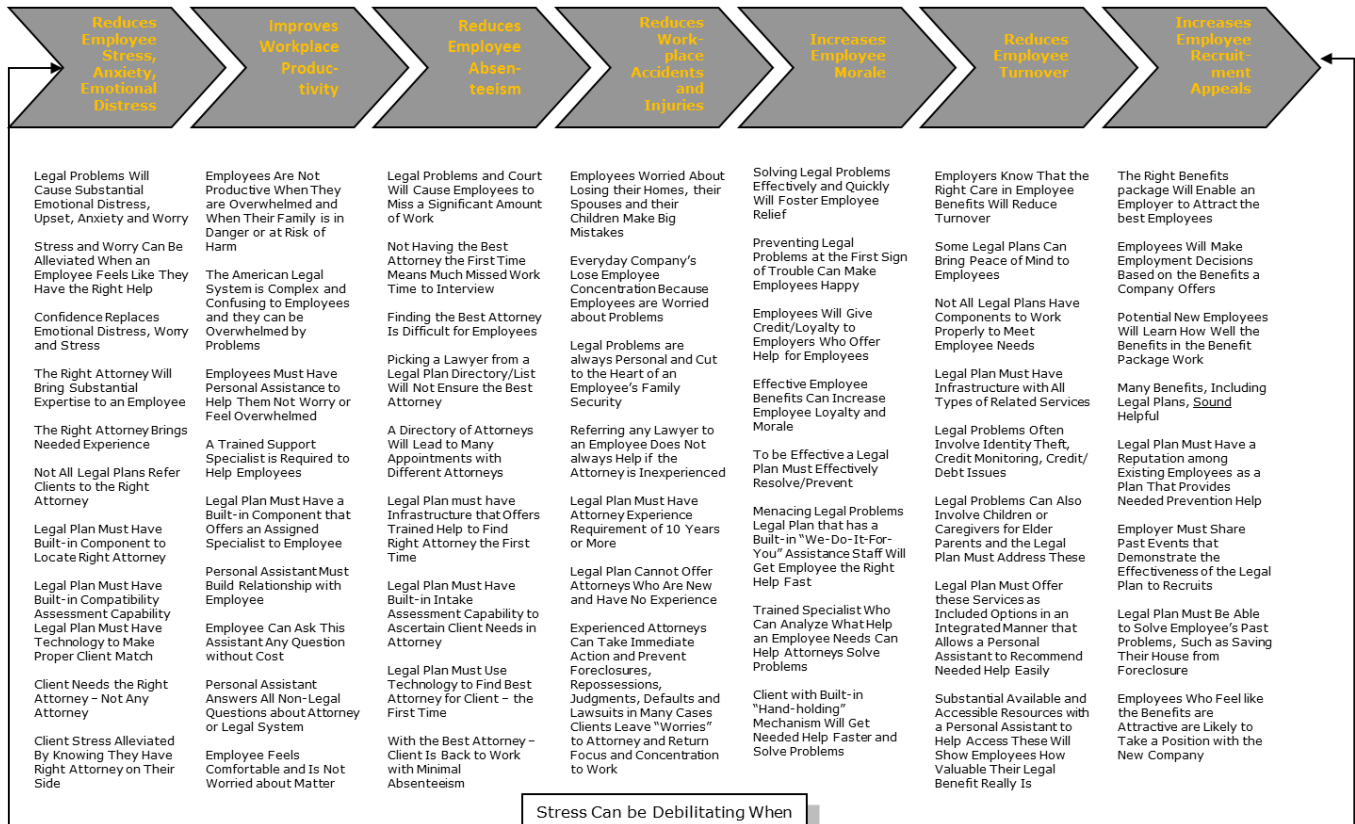 Reduces
Employee
Stress,
Anxiety,
Emotional
Distress
Improves
Workplace
Produc-
tivity
Reduces
Employee
Absen-
teeism
Reduces
Work-
place
Accidents
and
Injuries
Increases
Employee
Morale
Reduces
Employee
Turnover
Increases
Employee
Recruit-
ment
Appeals
Legal Problems Will
Cause Substantial
Emotional Distress,
Upset, Anxiety and Worry
Stress and Worry Can Be
Alleviated When an
Employee Feels Like They
Have the Right Help
Confidence Replaces
Emotional Distress, Worry
and Stress
The Right Attorney Will
Bring Substantial
Expertise to an Employee
The Right Attorney Brings
Needed Experience
Not All Legal Plans Refer
Clients to the Right
Attorney
Legal Plan Must Have
Built-in Component to
Locate Right Attorney
Legal Plan Must Have
Built-in Compatibility
Assessment Capability
Legal Plan Must Have
Technology to Make
Proper Client Match
Client Needs the Right
Attorney – Not Any
Attorney
Client Stress Alleviated
By Knowing They Have
Right Attorney on Their
Side
Employees Are Not
Productive When They
are Overwhelmed and
When Their Family is in
Danger or at Risk of
Harm
The American Legal
System is Complex and
Confusing to Employees
and they can be
Overwhelmed by
Problems
Employees Must Have
Personal Assistance to
Help Them Not Worry or
Feel Overwhelmed
A Trained Support
Specialist is Required to
Help Employees
Legal Plan Must Have a
Built-in Component that
Offers an Assigned
Specialist to Employee
Personal Assistant Must
Build Relationship with
Employee
Employee Can Ask This
Assistant Any Question
without Cost
Personal Assistant
Answers All Non-Legal
Questions about Attorney
or Legal System
Employee Feels
Comfortable and Is Not
Worried about Matter
Legal Problems and Court
Will Cause Employees to
Miss a Significant Amount
of Work
Not Having the Best
Attorney the First Time
Means Much Missed Work
Time to Interview
Finding the Best Attorney
Is Difficult for Employees
Picking a Lawyer from a
Legal Plan Directory/List
Will Not Ensure the Best
Attorney
A Directory of Attorneys
Will Lead to Many
Appointments with
Different Attorneys
Legal Plan must have
Infrastructure that Offers
Trained Help to Find
Right Attorney the First
Time
Legal Plan Must Have
Built-in Intake
Assessment Capability to
Ascertain Client Needs in
Attorney
Legal Plan Must Use
Technology to Find Best
Attorney for Client – the
First Time
With the Best Attorney –
Client Is Back to Work
with Minimal
Absenteeism
Employees Worried About
Losing their Homes, their
Spouses and their
Children Make Big
Mistakes
Everyday Company's
Lose Employee
Concentration Because
Employees are Worried
about Problems
Legal Problems are
always Personal and Cut
to the Heart of an
Employee's Family
Security
Referring any Lawyer to
an Employee Does Not
always Help if the
Attorney is Inexperienced
Legal Plan Must Have
Attorney Experience
Requirement of 10 Years
or More
Legal Plan Cannot Offer
Attorneys Who Are New
and Have No Experience
Experienced Attorneys
Can Take Immediate
Action and Prevent
Foreclosures,
Repossessions,
Judgments, Defaults and
Lawsuits in Many Cases
Clients Leave "Worries"
to Attorney and Return
Focus and Concentration
to Work
Solving Legal Problems
Effectively and Quickly
Will Foster Employee
Relief
Preventing Legal
Problems at the First Sign
of Trouble Can Make
Employees Happy
Employees Will Give
Credit/Loyalty to
Employers Who Offer
Help for Employees
Effective Employee
Benefits Can Increase
Employee Loyalty and
Morale
To be Effective a Legal
Plan Must Effectively
Resolve/Prevent
Menacing Legal Problems
Legal Plan that has a
Built-in "We-Do-It-For-
You" Assistance Staff Will
Get Employee the Right
Help Fast
Trained Specialist Who
Can Analyze What Help
an Employee Needs Can
Help Attorneys Solve
Problems
Client with Built-in
"Hand-holding"
Mechanism Will Get
Needed Help Faster and
Solve Problems
Employers Know That the
Right Care in Employee
Benefits Will Reduce
Turnover
Some Legal Plans Can
Bring Peace of Mind to
Employees
Not All Legal Plans Have
Components to Work
Properly to Meet
Employee Needs
Legal Plan Must Have
Infrastructure with All
Types of Related Services
Legal Problems Often
Involve Identity Theft,
Credit Monitoring, Credit/
Debt Issues
Legal Problems Can Also
Involve Children or
Caregivers for Elder
Parents and the Legal
Plan Must Address These
Legal Plan Must Offer
these Services as
Included Options in an
Integrated Manner that
Allows a Personal
Assistant to Recommend
Needed Help Easily
Substantial Available and
Accessible Resources with
a Personal Assistant to
Help Access These Will
Show Employees How
Valuable Their Legal
Benefit Really Is
The Right Benefits
package Will Enable an
Employer to Attract the
best Employees
Employees Will Make
Employment Decisions
Based on the Benefits a
Company Offers
Potential New Employees
Will Learn How Well the
Benefits in the Benefit
Package Work
Many Benefits, Including
Legal Plans, Sound
Helpful
Legal Plan Must Have a
Reputation among
Existing Employees as a
Plan That Provides
Needed Prevention Help
Employer Must Share
Past Events that
Demonstrate the
Effectiveness of the Legal
Plan to Recruits
Legal Plan Must Be Able
to Solve Employee's Past
Problems, Such as Saving
Their House from
Foreclosure
Employees Who Feel like
the Benefits are
Attractive are Likely to
Take a Position with the
New Company
Stress Can be Debilitating When